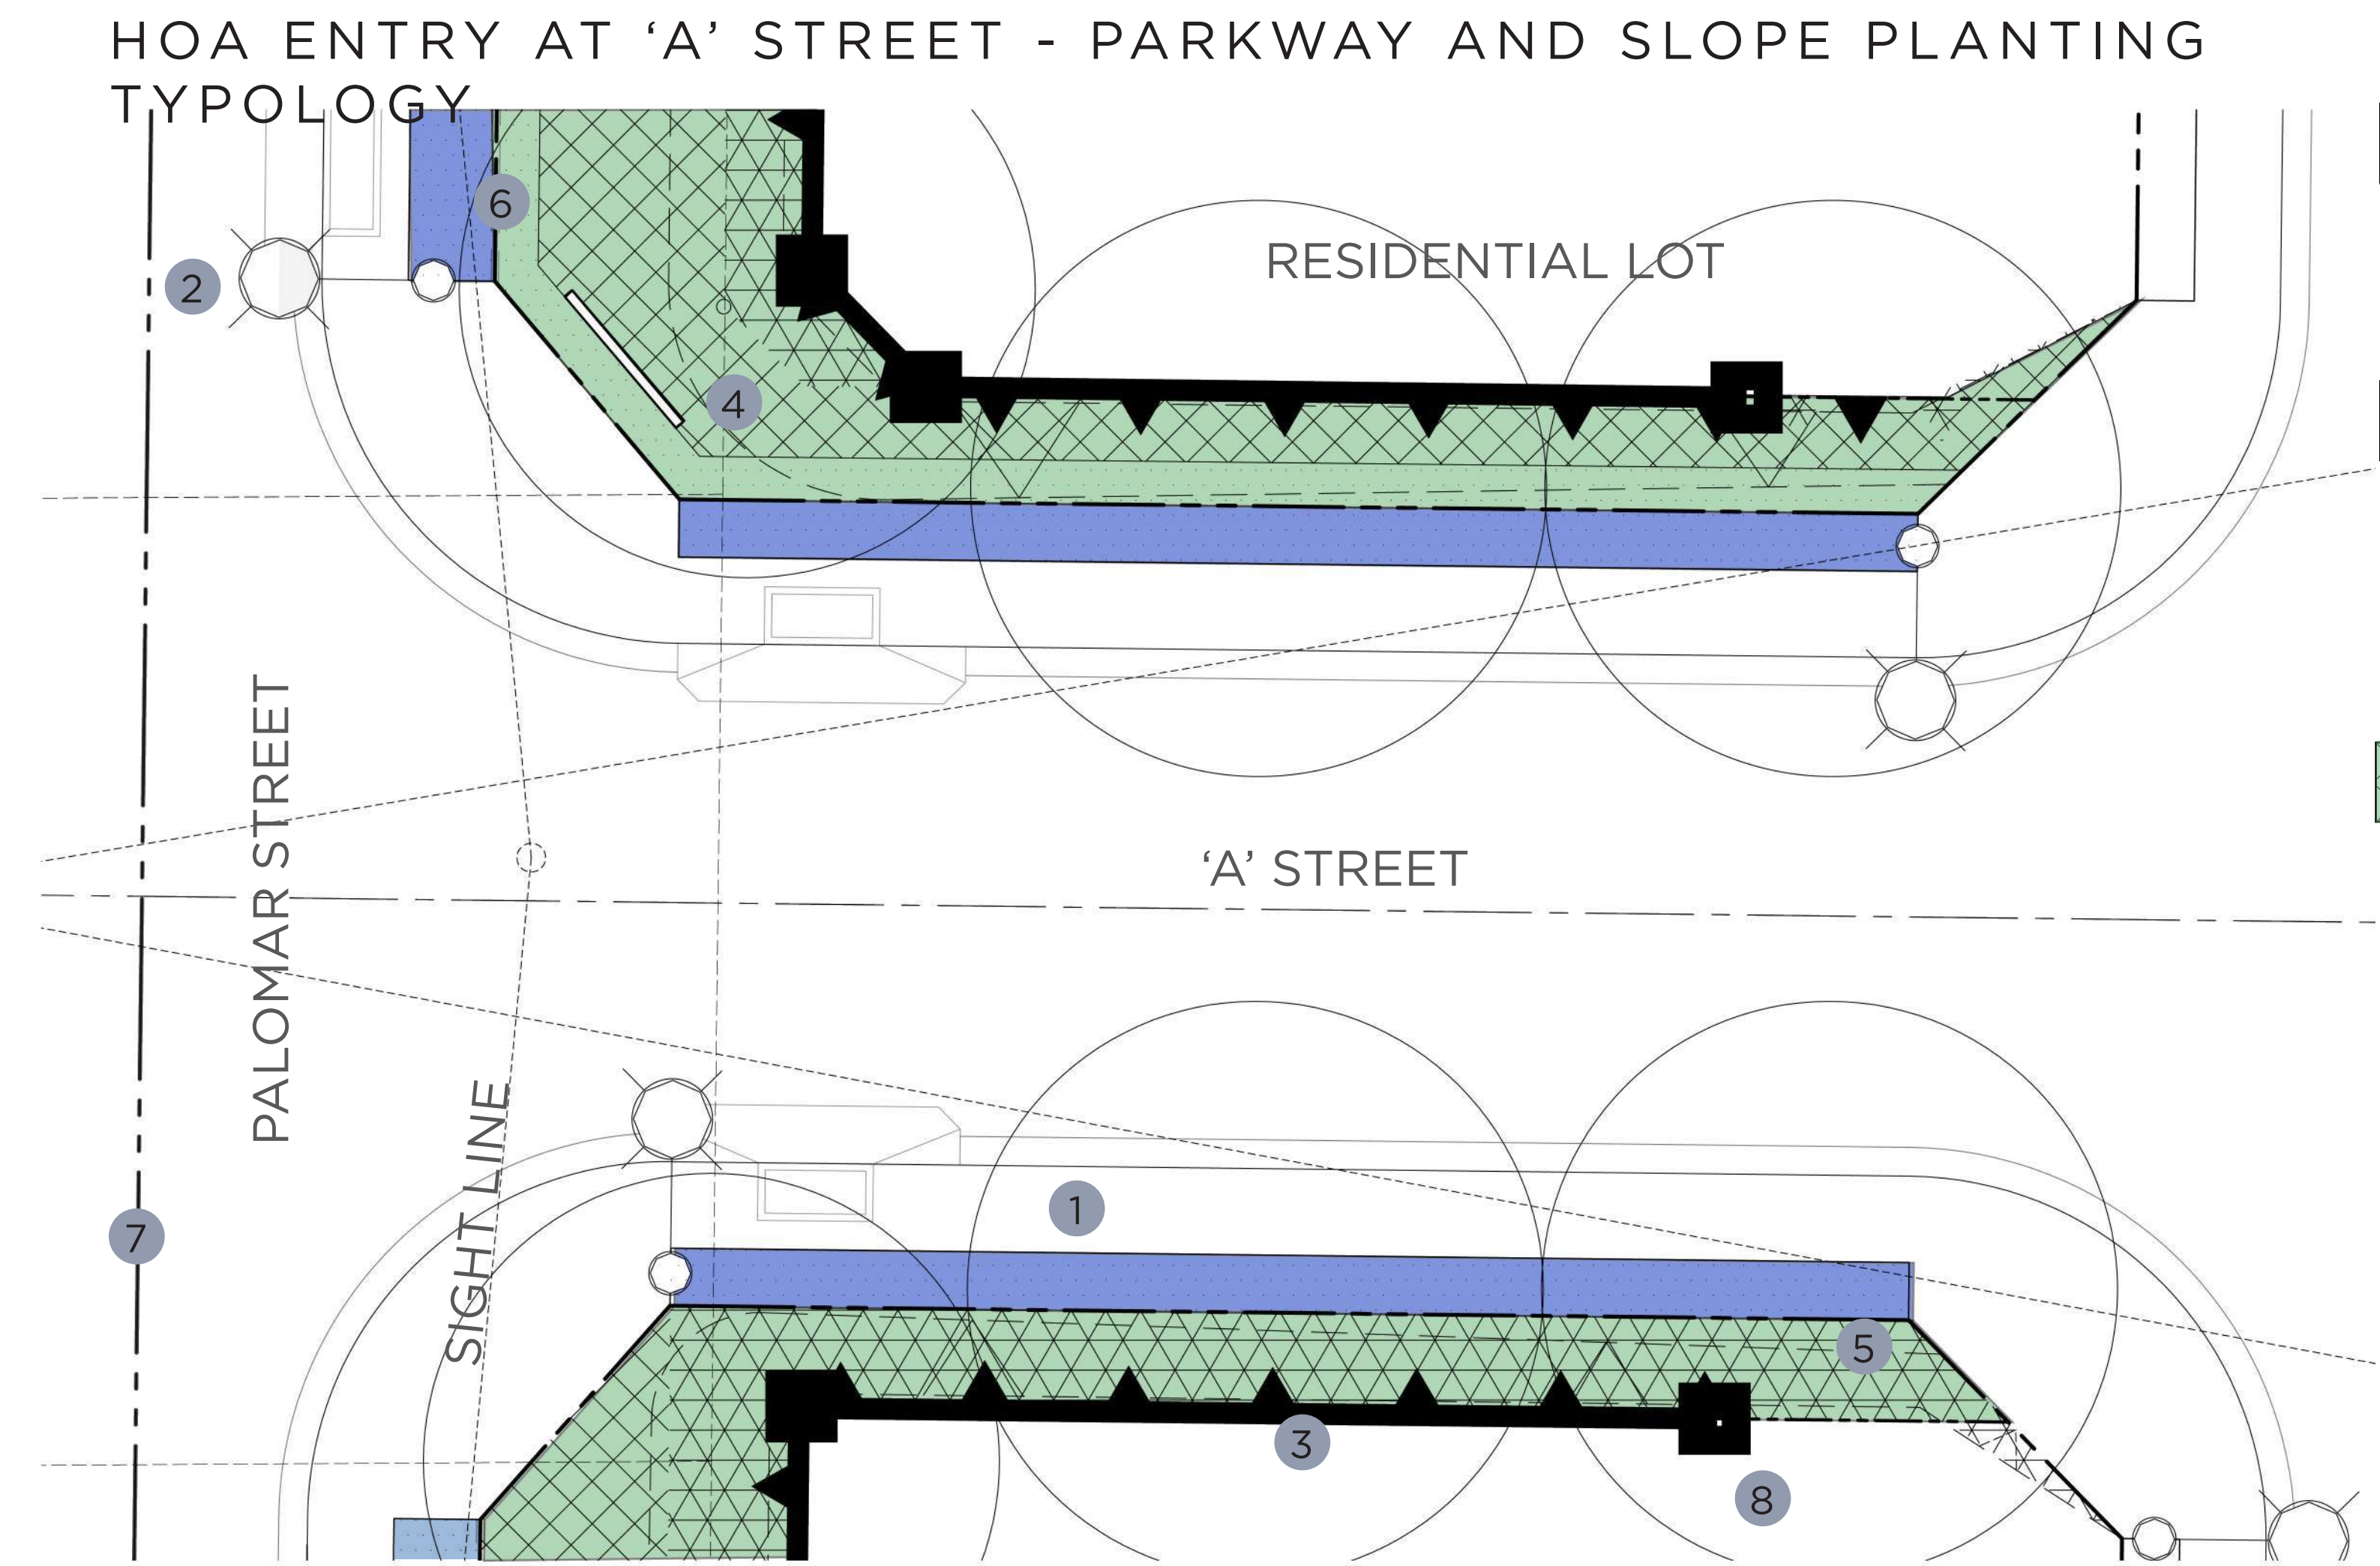 HOA ENTRY AT ‘A’ STREET - PARKWAY AND SLOPE PLANTING
TYPOLOGY
6
RESIDENTIAL LOT
2
4
PALOMAR STREET
‘A’ STREET
SIGHT LINE
1
7
5
3
8